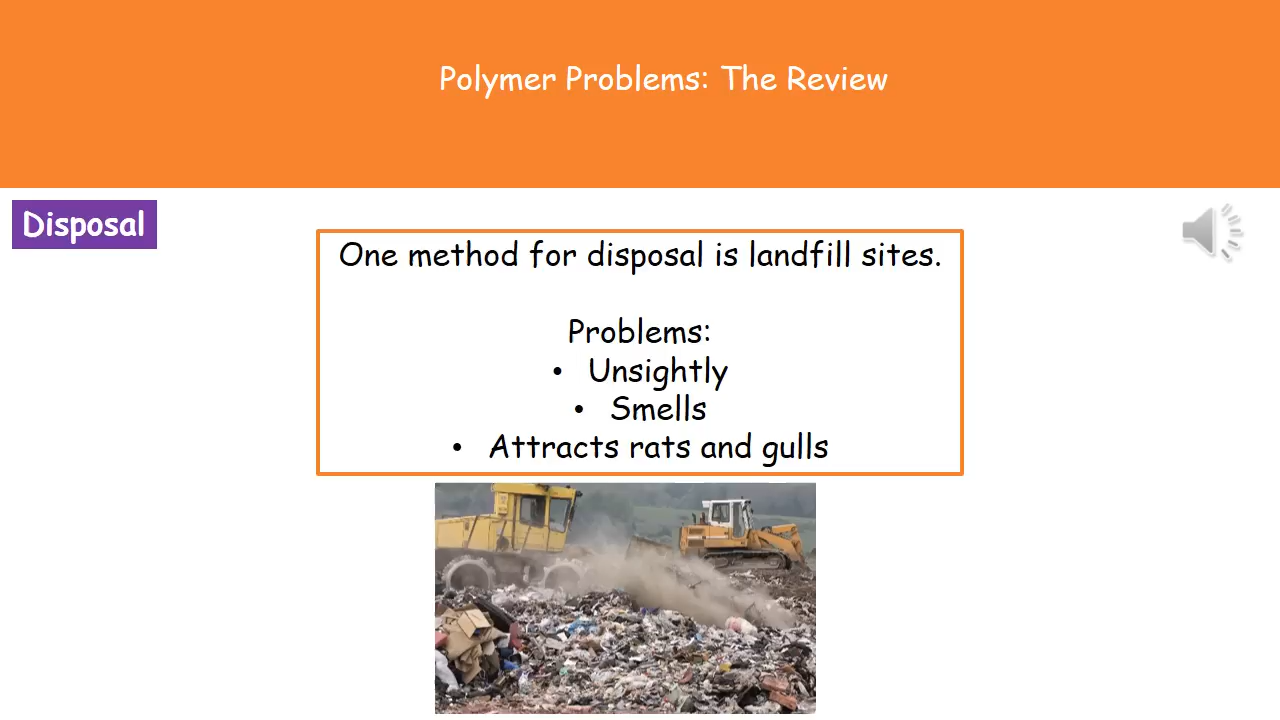 Polymer Problems: The Review
Disposal
One method for disposal is landfill sites.
Problems:
• Unsightly
• Smells
• Attracts rats and gulls